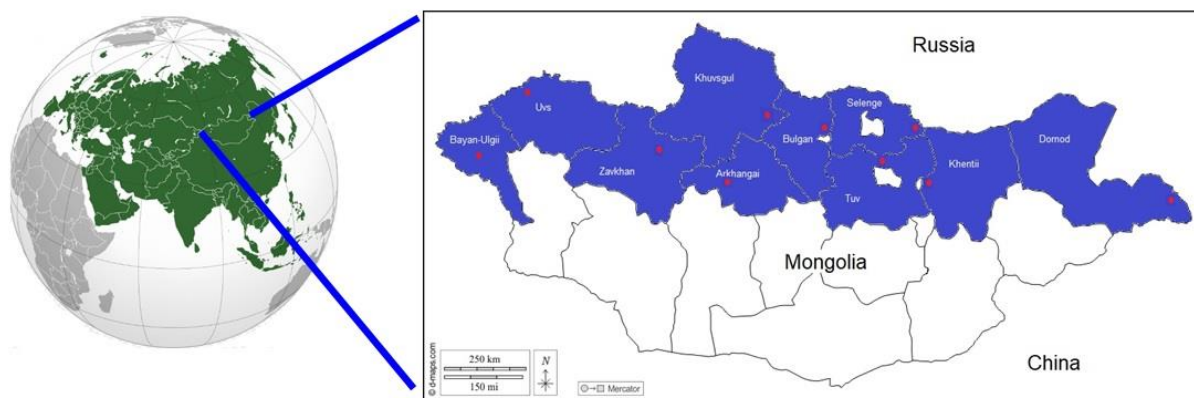 Russia
Khuvsgul
Uvs
Selenge
Bayan-Ulgii
Bulgan
Dornod
Zavkhan
Arkhangai
Khentii
Tuv
Mongolia
China
250 km
150 mi
N
Mercator
© d-maps.com